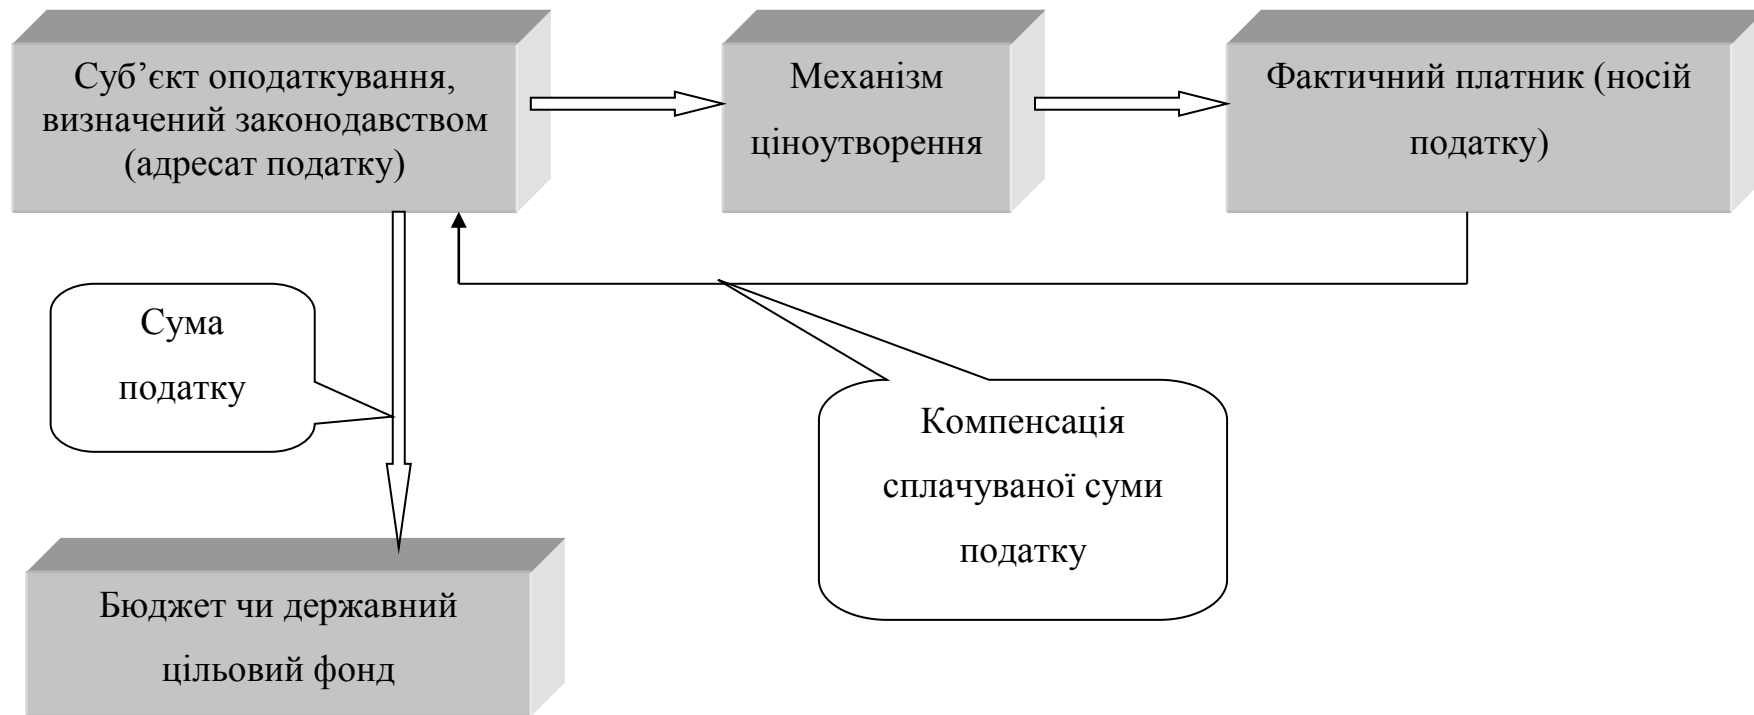 Суб’єкт оподаткування,
визначений законодавством
(адресат податку)
Механізм
ціноутворення
Фактичний платник (носій
податку)
Сума
податку
Компенсація
сплачуваної суми
податку
Бюджет чи державний
цільовий фонд